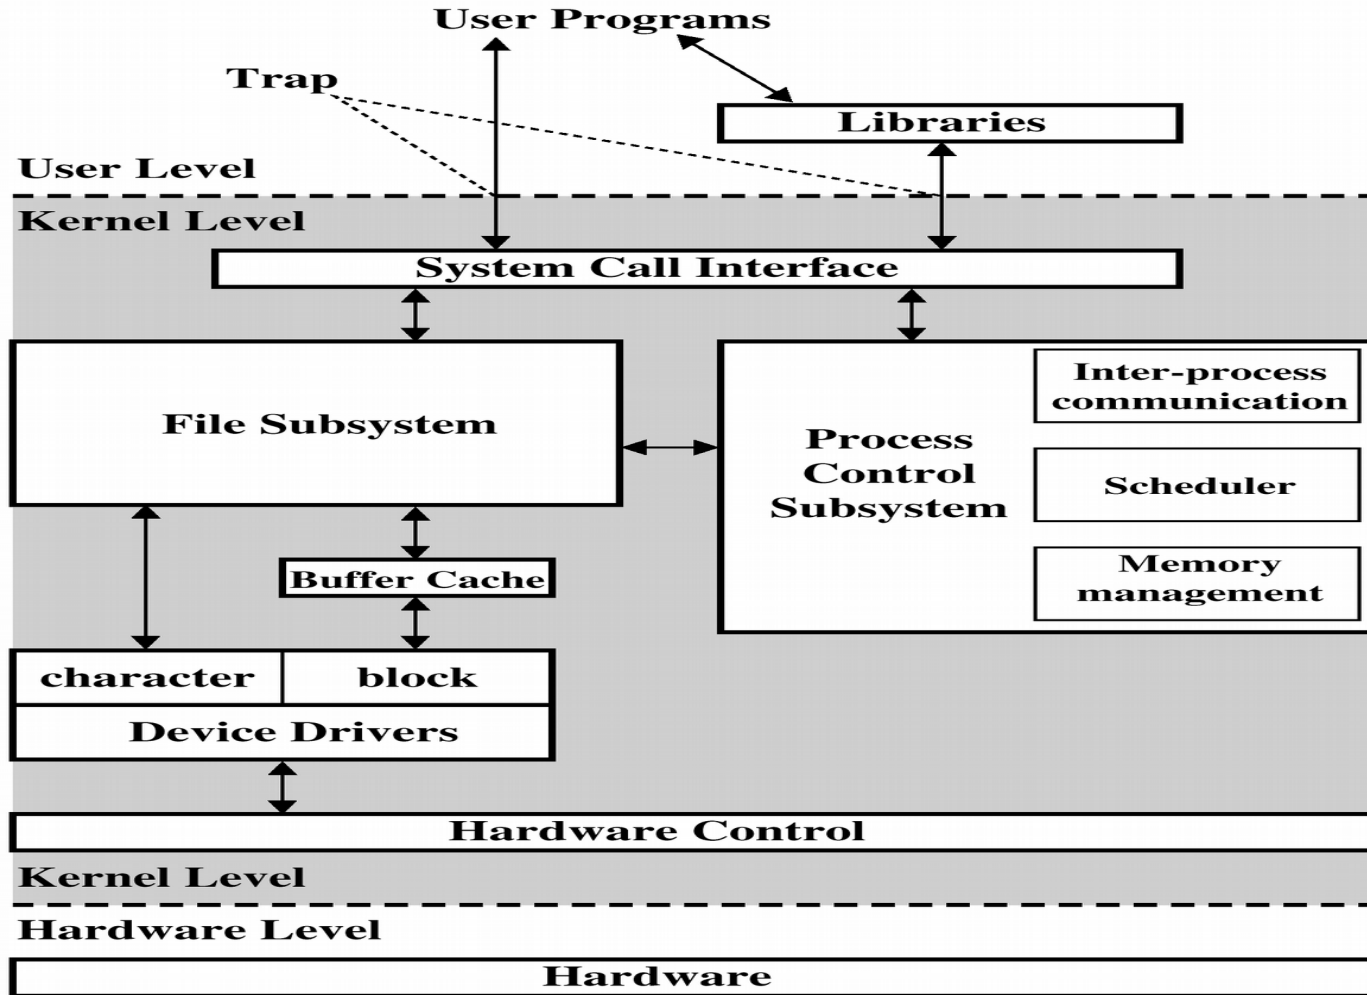 User Programs
Trap
Libraries
User Level
Kernel Level
System Call Interface
File Subsystem
Process
Control
Subsystem
Inter-process
communication
Scheduler
Memory
management
Buffer Cache
character
block
Device Drivers
Hardware Control
Kernel Level
Hardware Level
Hardware